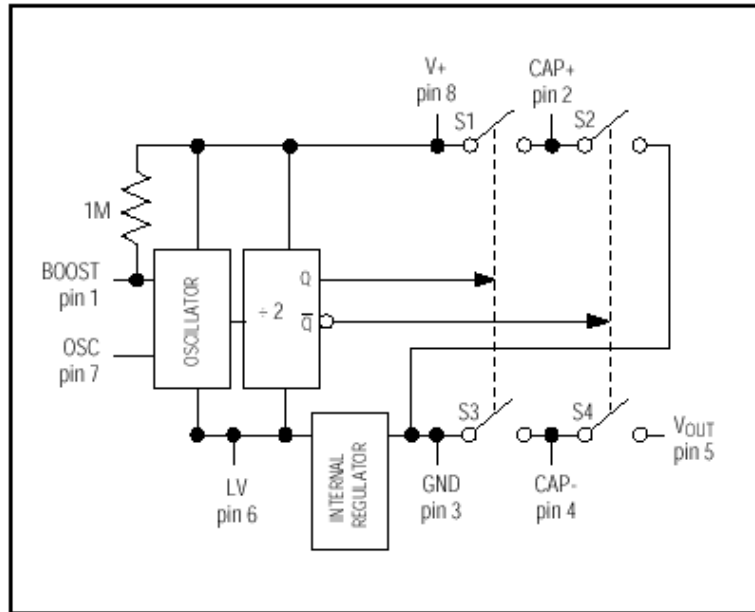 V+
pin 8
CAP+
pin 2
S1
S2
1M
BOOST
pin 1
OSC
pin 7
OSCILLATOR
÷ 2
Q
Q̅
S3
S4
VOUT
pin 5
LV
pin 6
INTERNAL
REGULATOR
GND
pin 3
CAP-
pin 4